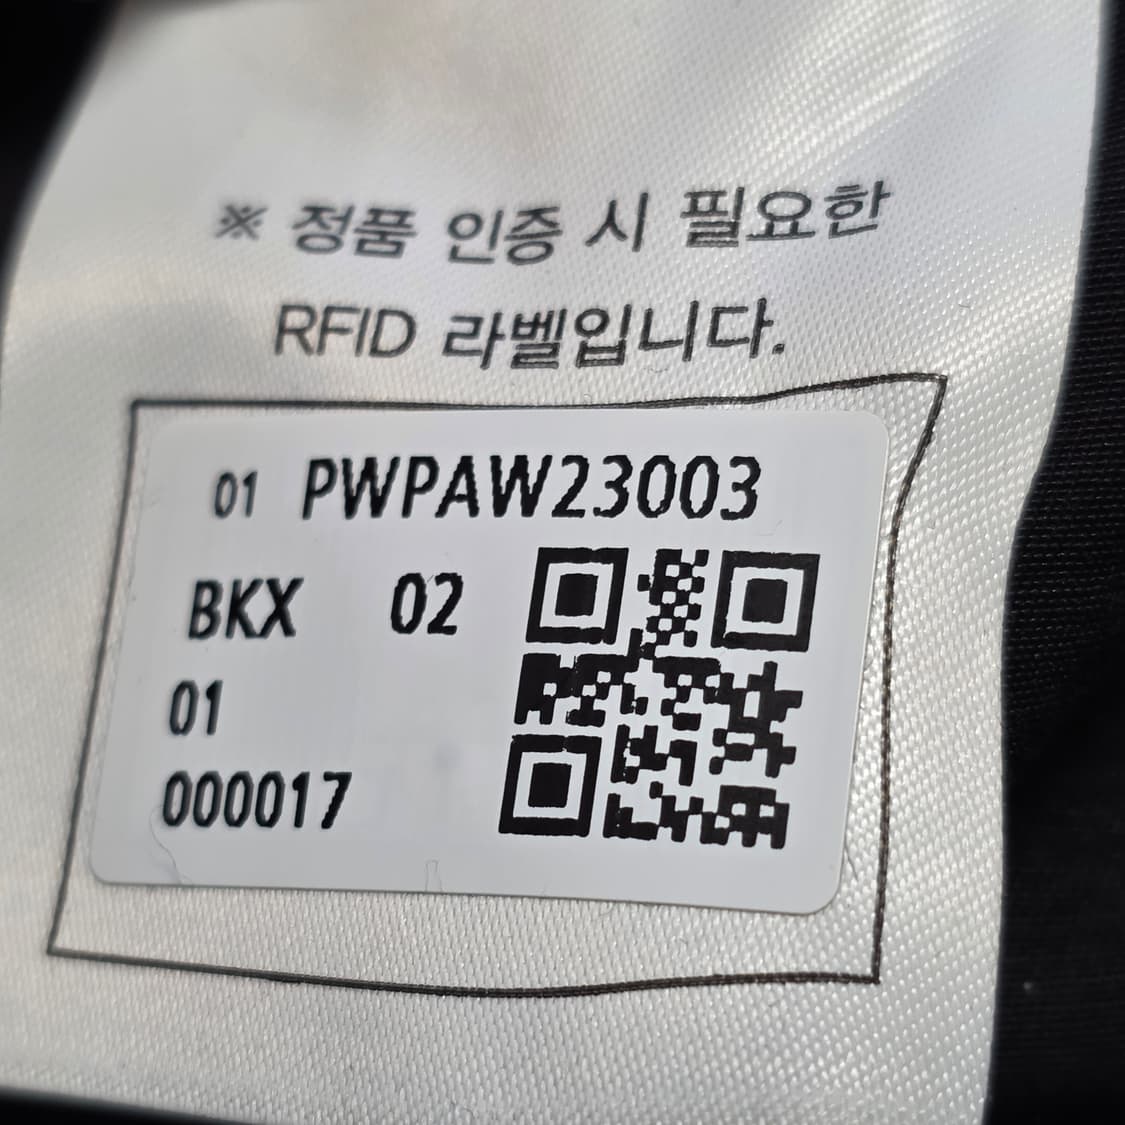 ※ 정품 인증 시 필요한
RFID 라벨입니다.
01 PWPAW23003
BKX 02
01
000017